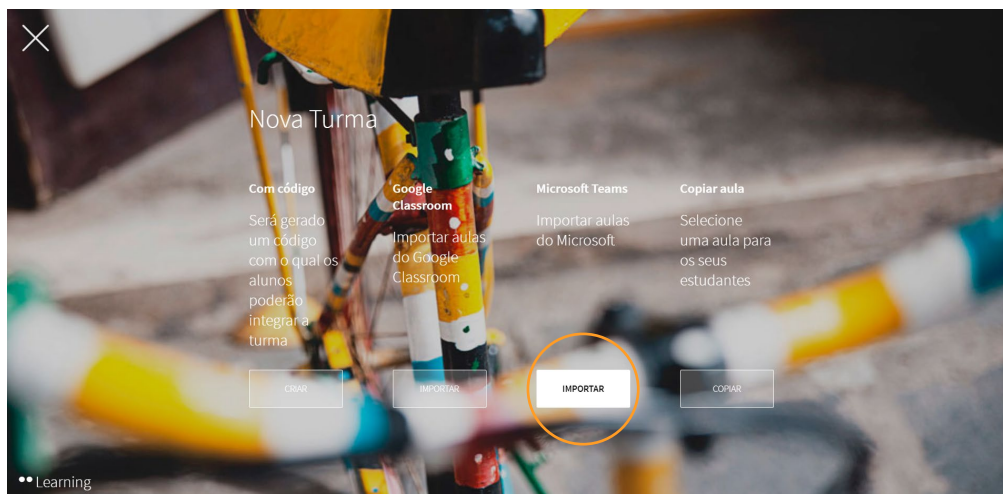 Nova Turma
Com código
Será gerado
um código
com o qual os
alunos
poderão
integrar a
turma
CRIAR
Google
Classroom
Importar aulas
do Google
Classroom
IMPORTAR
Microsoft Teams
Importar aulas
do Microsoft
IMPORTAR
Copiar aula
Selecione
uma aula para
os seus
estudantes
COPIAR
Learning